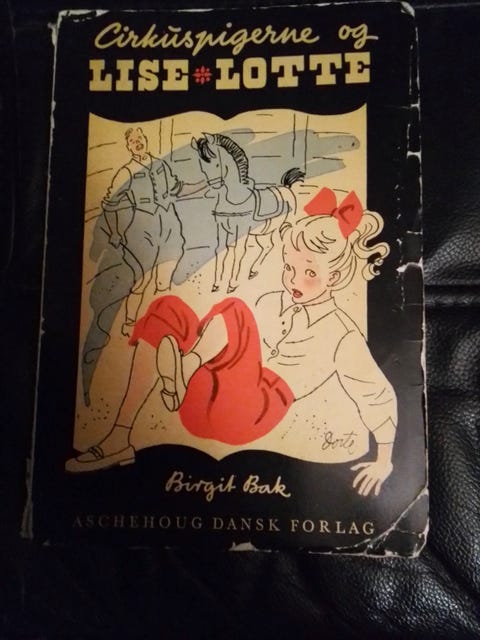 Cirkuspigerne og
LISE LOTTE
Dorte
Birgit Bak
ASCHEHOUG DANSK FORLAG